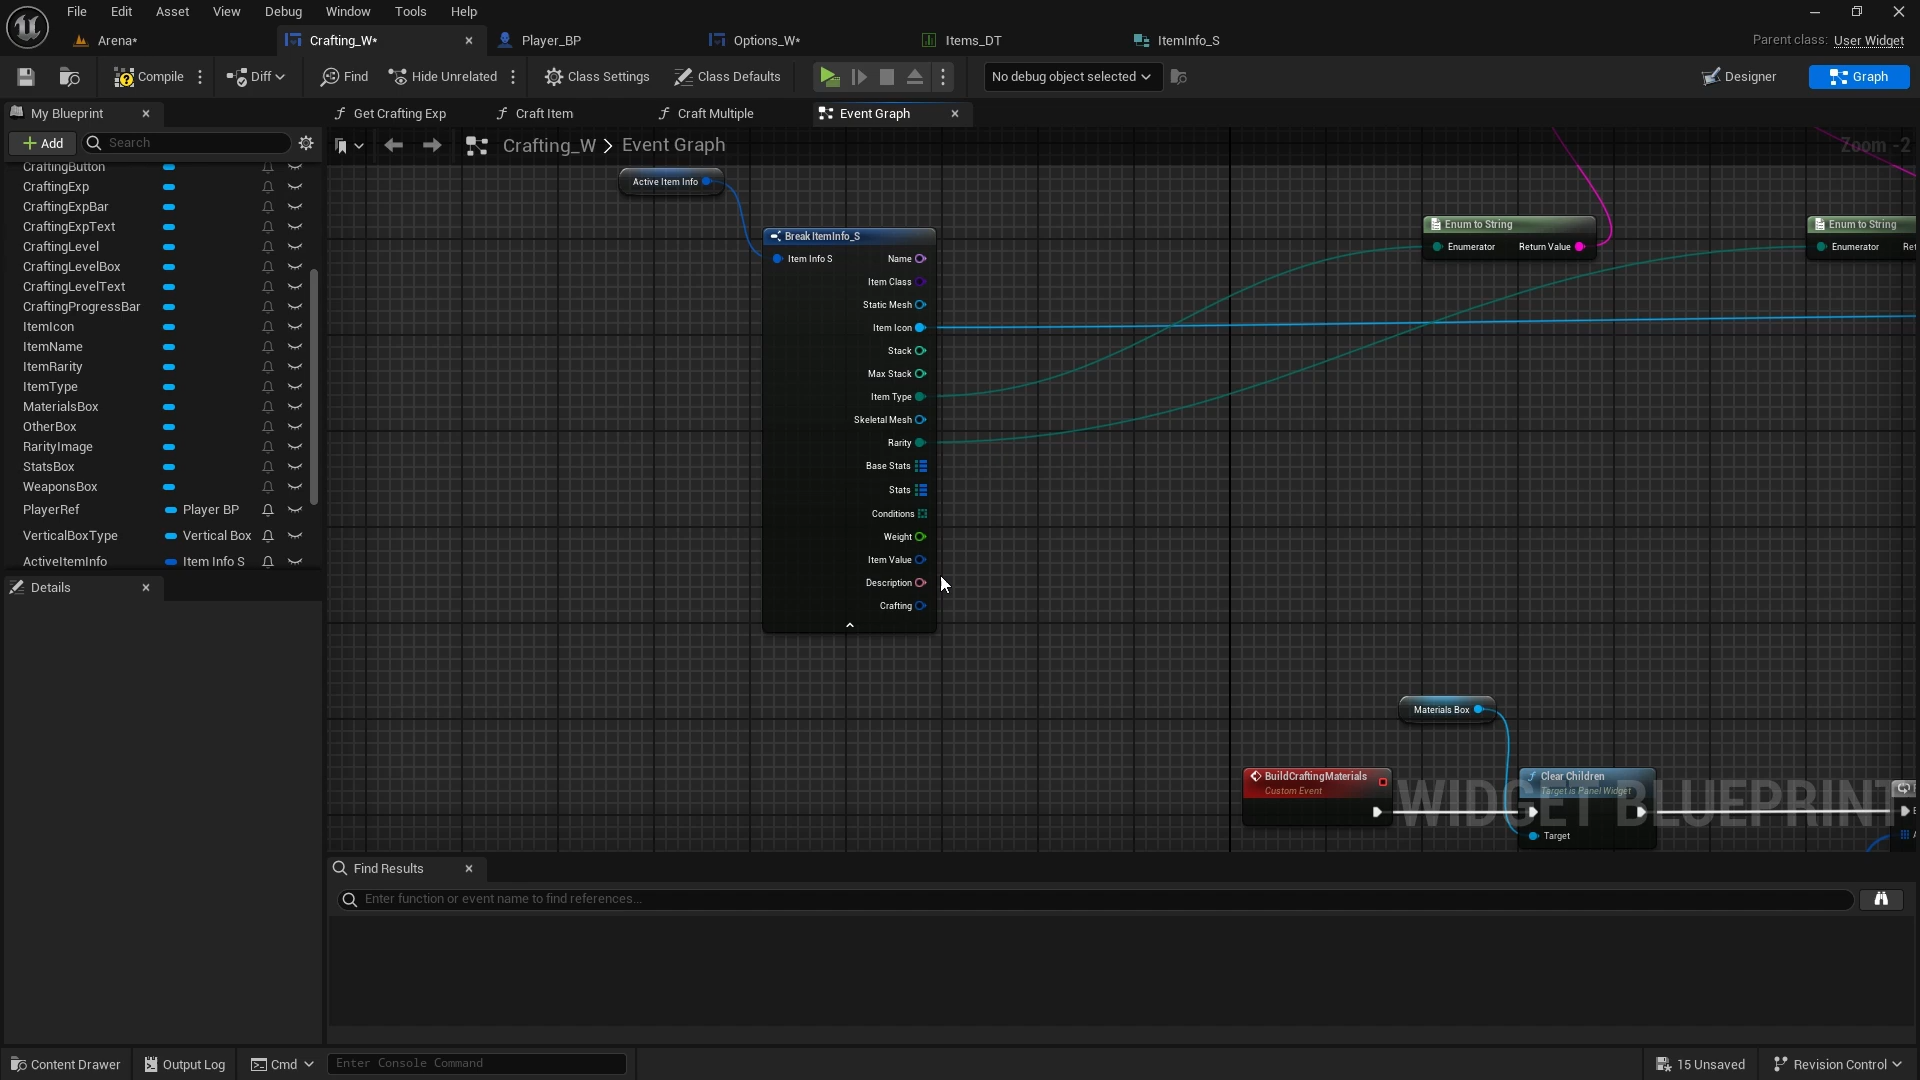 File Edit Asset View Debug Window Tools Help
Arena*
Crafting_W*
Player_BP
Options_W*
Items_DT
ItemInfo_S
Parent class: User Widget
Compile
Diff
Find
Hide Unrelated
Class Settings
Class Defaults
No debug object selected
Designer
Graph
My Blueprint
Get Crafting Exp
Craft Item
Craft Multiple
Event Graph
Add
Search
Crafting_W > Event Graph
Zoom -2
CraftingButton
CraftingExp
CraftingExpBar
CraftingExpText
CraftingLevel
CraftingLevelBox
CraftingLevelText
CraftingProgressBar
ItemIcon
ItemName
ItemRarity
ItemType
MaterialsBox
OtherBox
RarityImage
StatsBox
WeaponsBox
PlayerRef Player BP
VerticalBoxType Vertical Box
ActiveItemInfo Item Info S
Details
Active Item Info
Break ItemInfo_S
Item Info S
Name
Item Class
Static Mesh
Item Icon
Stack
Max Stack
Item Type
Skeletal Mesh
Rarity
Base Stats
Stats
Conditions
Weight
Item Value
Description
Crafting
Enum to String
Enumerator Return Value
Enum to String
Enumerator
Materials Box
BuildCraftingMaterials
Custom Event
Clear Children
Target is Panel Widget
Target
WIDGET BLUEPRINT
Find Results
Enter function or event name to find references...
Content Drawer
Output Log
Cmd
Enter Console Command
15 Unsaved
Revision Control